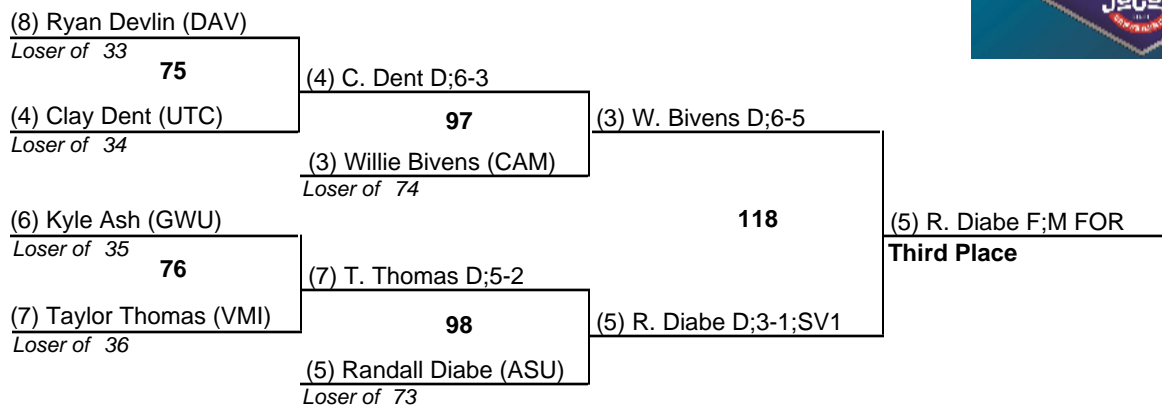 (8) Ryan Devlin (DAV)
Loser of 33
75
(4) C. Dent D;6-3
(4) Clay Dent (UTC)
Loser of 34
97
(3) W. Bivens D;6-5
(3) Willie Bivens (CAM)
Loser of 74
(6) Kyle Ash (GWU)
Loser of 35
118
(5) R. Diabe F;M FOR
Third Place
76
(7) T. Thomas D;5-2
(7) Taylor Thomas (VMI)
Loser of 36
98
(5) R. Diabe D;3-1;SV1
(5) Randall Diabe (ASU)
Loser of 73